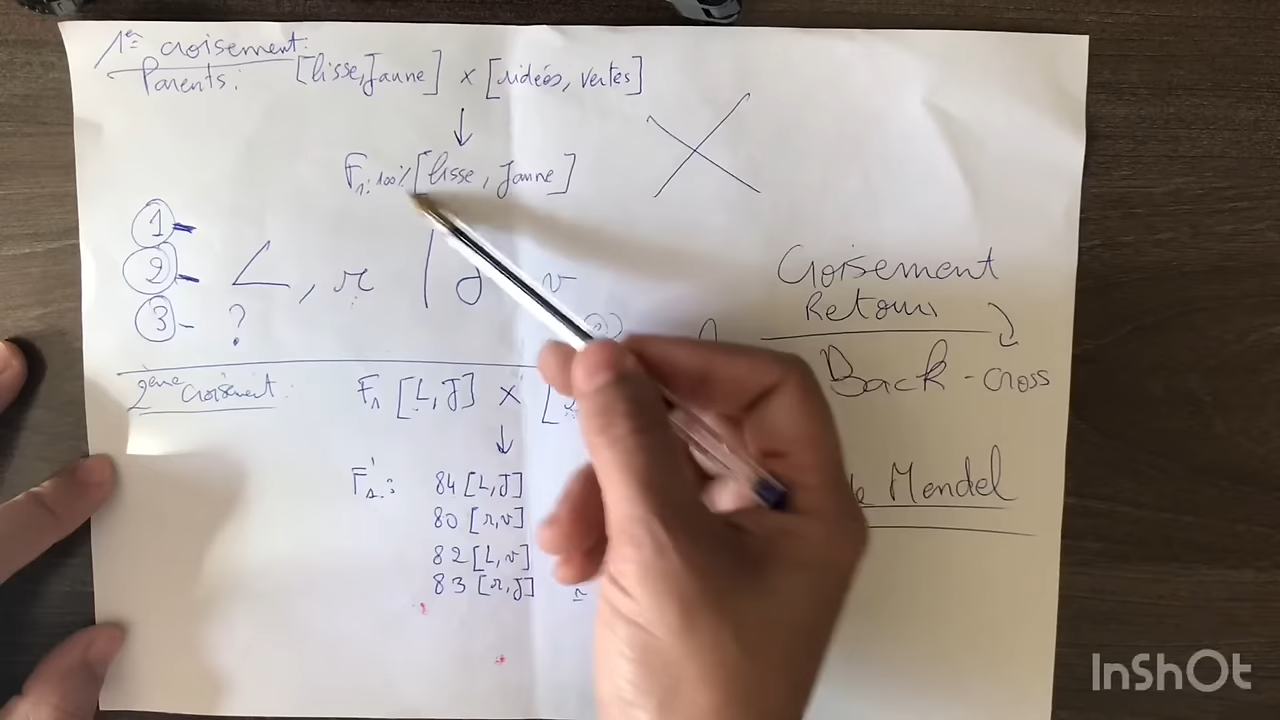 1er croisement:
Parents: [lisse, Jaune] x [ridées, vertes]
↓
F1: 100% [lisse, Jaune]
1 -
2 - L, r | J v
3 - ?
2ème croisement: F1 [L, J] x [
↓
F'2: 84 [L, J]
80 [r, v]
82 [L, v]
83 [r, J]
Croisement
Retour
Back-cross
de Mendel
InShOt